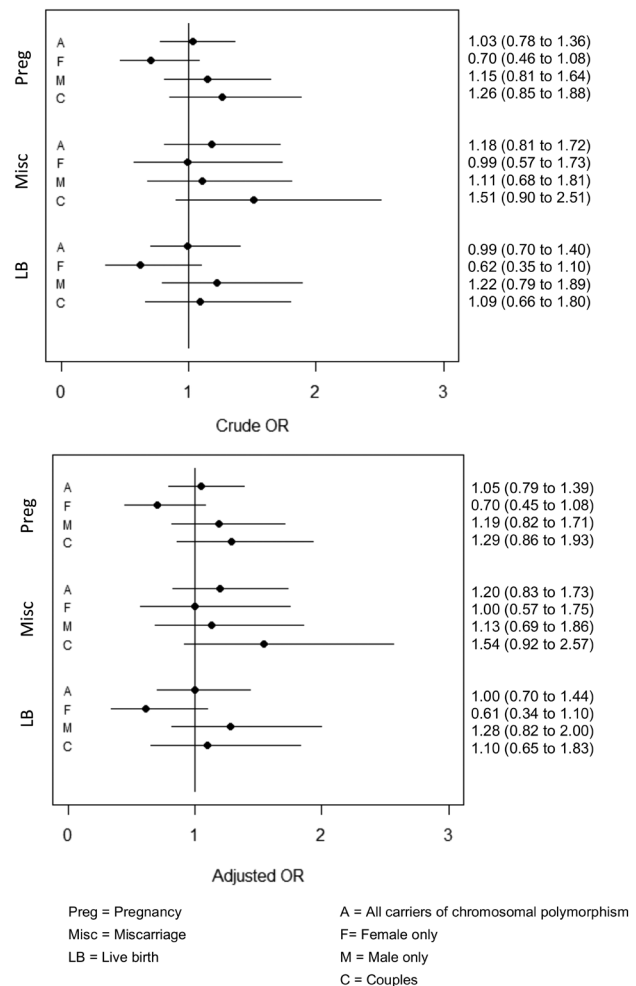 Preg
A 1.03 (0.78 to 1.36)
F 0.70 (0.46 to 1.08)
M 1.15 (0.81 to 1.64)
C 1.26 (0.85 to 1.88)
Misc
A 1.18 (0.81 to 1.72)
F 0.99 (0.57 to 1.73)
M 1.11 (0.68 to 1.81)
C 1.51 (0.90 to 2.51)
LB
A 0.99 (0.70 to 1.40)
F 0.62 (0.35 to 1.10)
M 1.22 (0.79 to 1.89)
C 1.09 (0.66 to 1.80)
0 1 2 3
Crude OR
Preg
A 1.05 (0.79 to 1.39)
F 0.70 (0.45 to 1.08)
M 1.19 (0.82 to 1.71)
C 1.29 (0.86 to 1.93)
Misc
A 1.20 (0.83 to 1.73)
F 1.00 (0.57 to 1.75)
M 1.13 (0.69 to 1.86)
C 1.54 (0.92 to 2.57)
LB
A 1.00 (0.70 to 1.44)
F 0.61 (0.34 to 1.10)
M 1.28 (0.82 to 2.00)
C 1.10 (0.65 to 1.83)
0 1 2 3
Adjusted OR
Preg = Pregnancy
Misc = Miscarriage
LB = Live birth
A = All carriers of chromosomal polymorphism
F= Female only
M = Male only
C = Couples